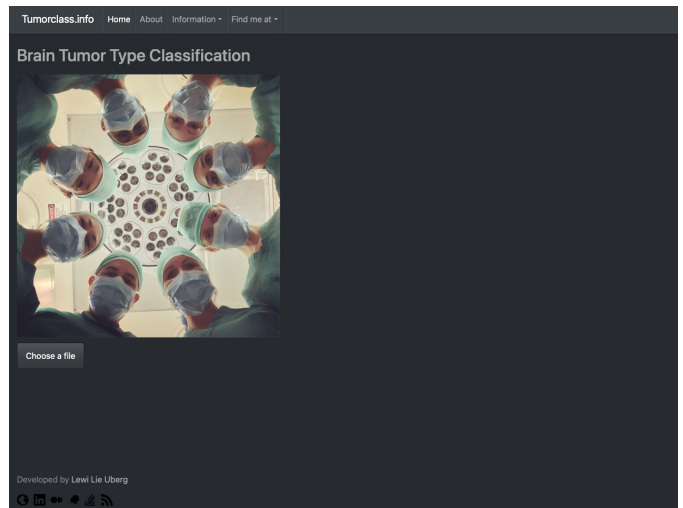 Tumorclass.info Home About Information Find me at
Brain Tumor Type Classification
Choose a file
Developed by Lewi Lie Uberg